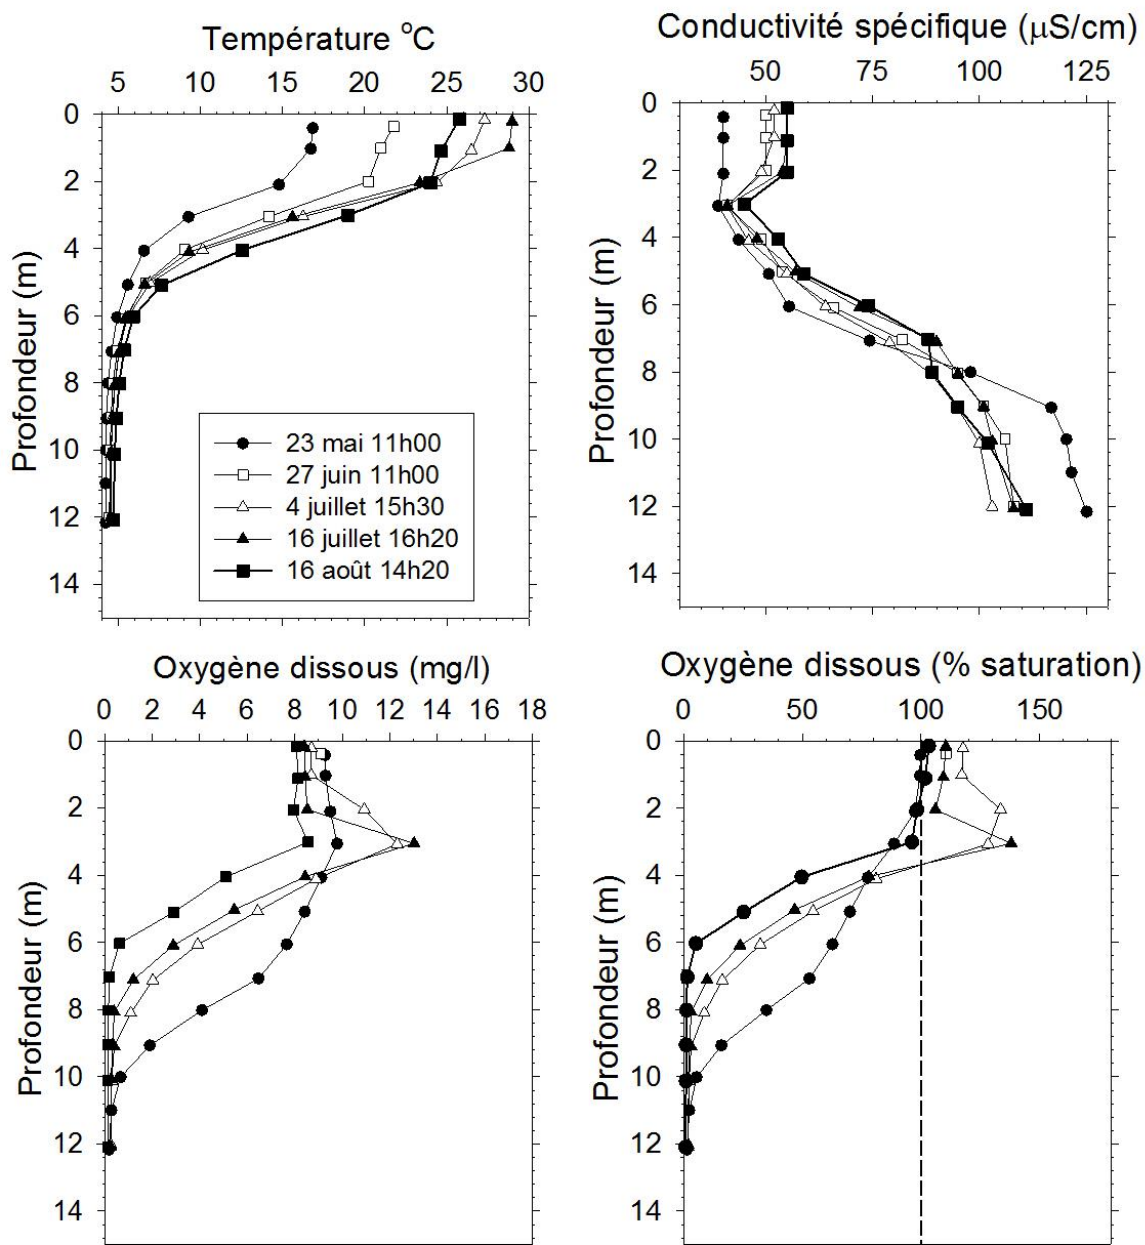 Température °C
5 10 15 20 25 30
Profondeur (m)
0
2
4
6
8
10
12
14
23 mai 11h00
27 juin 11h00
4 juillet 15h30
16 juillet 16h20
16 août 14h20
Conductivité spécifique (μS/cm)
50 75 100 125
Profondeur (m)
0
2
4
6
8
10
12
14
Oxygène dissous (mg/l)
0 2 4 6 8 10 12 14 16 18
Profondeur (m)
0
2
4
6
8
10
12
14
Oxygène dissous (% saturation)
0 50 100 150
Profondeur (m)
0
2
4
6
8
10
12
14